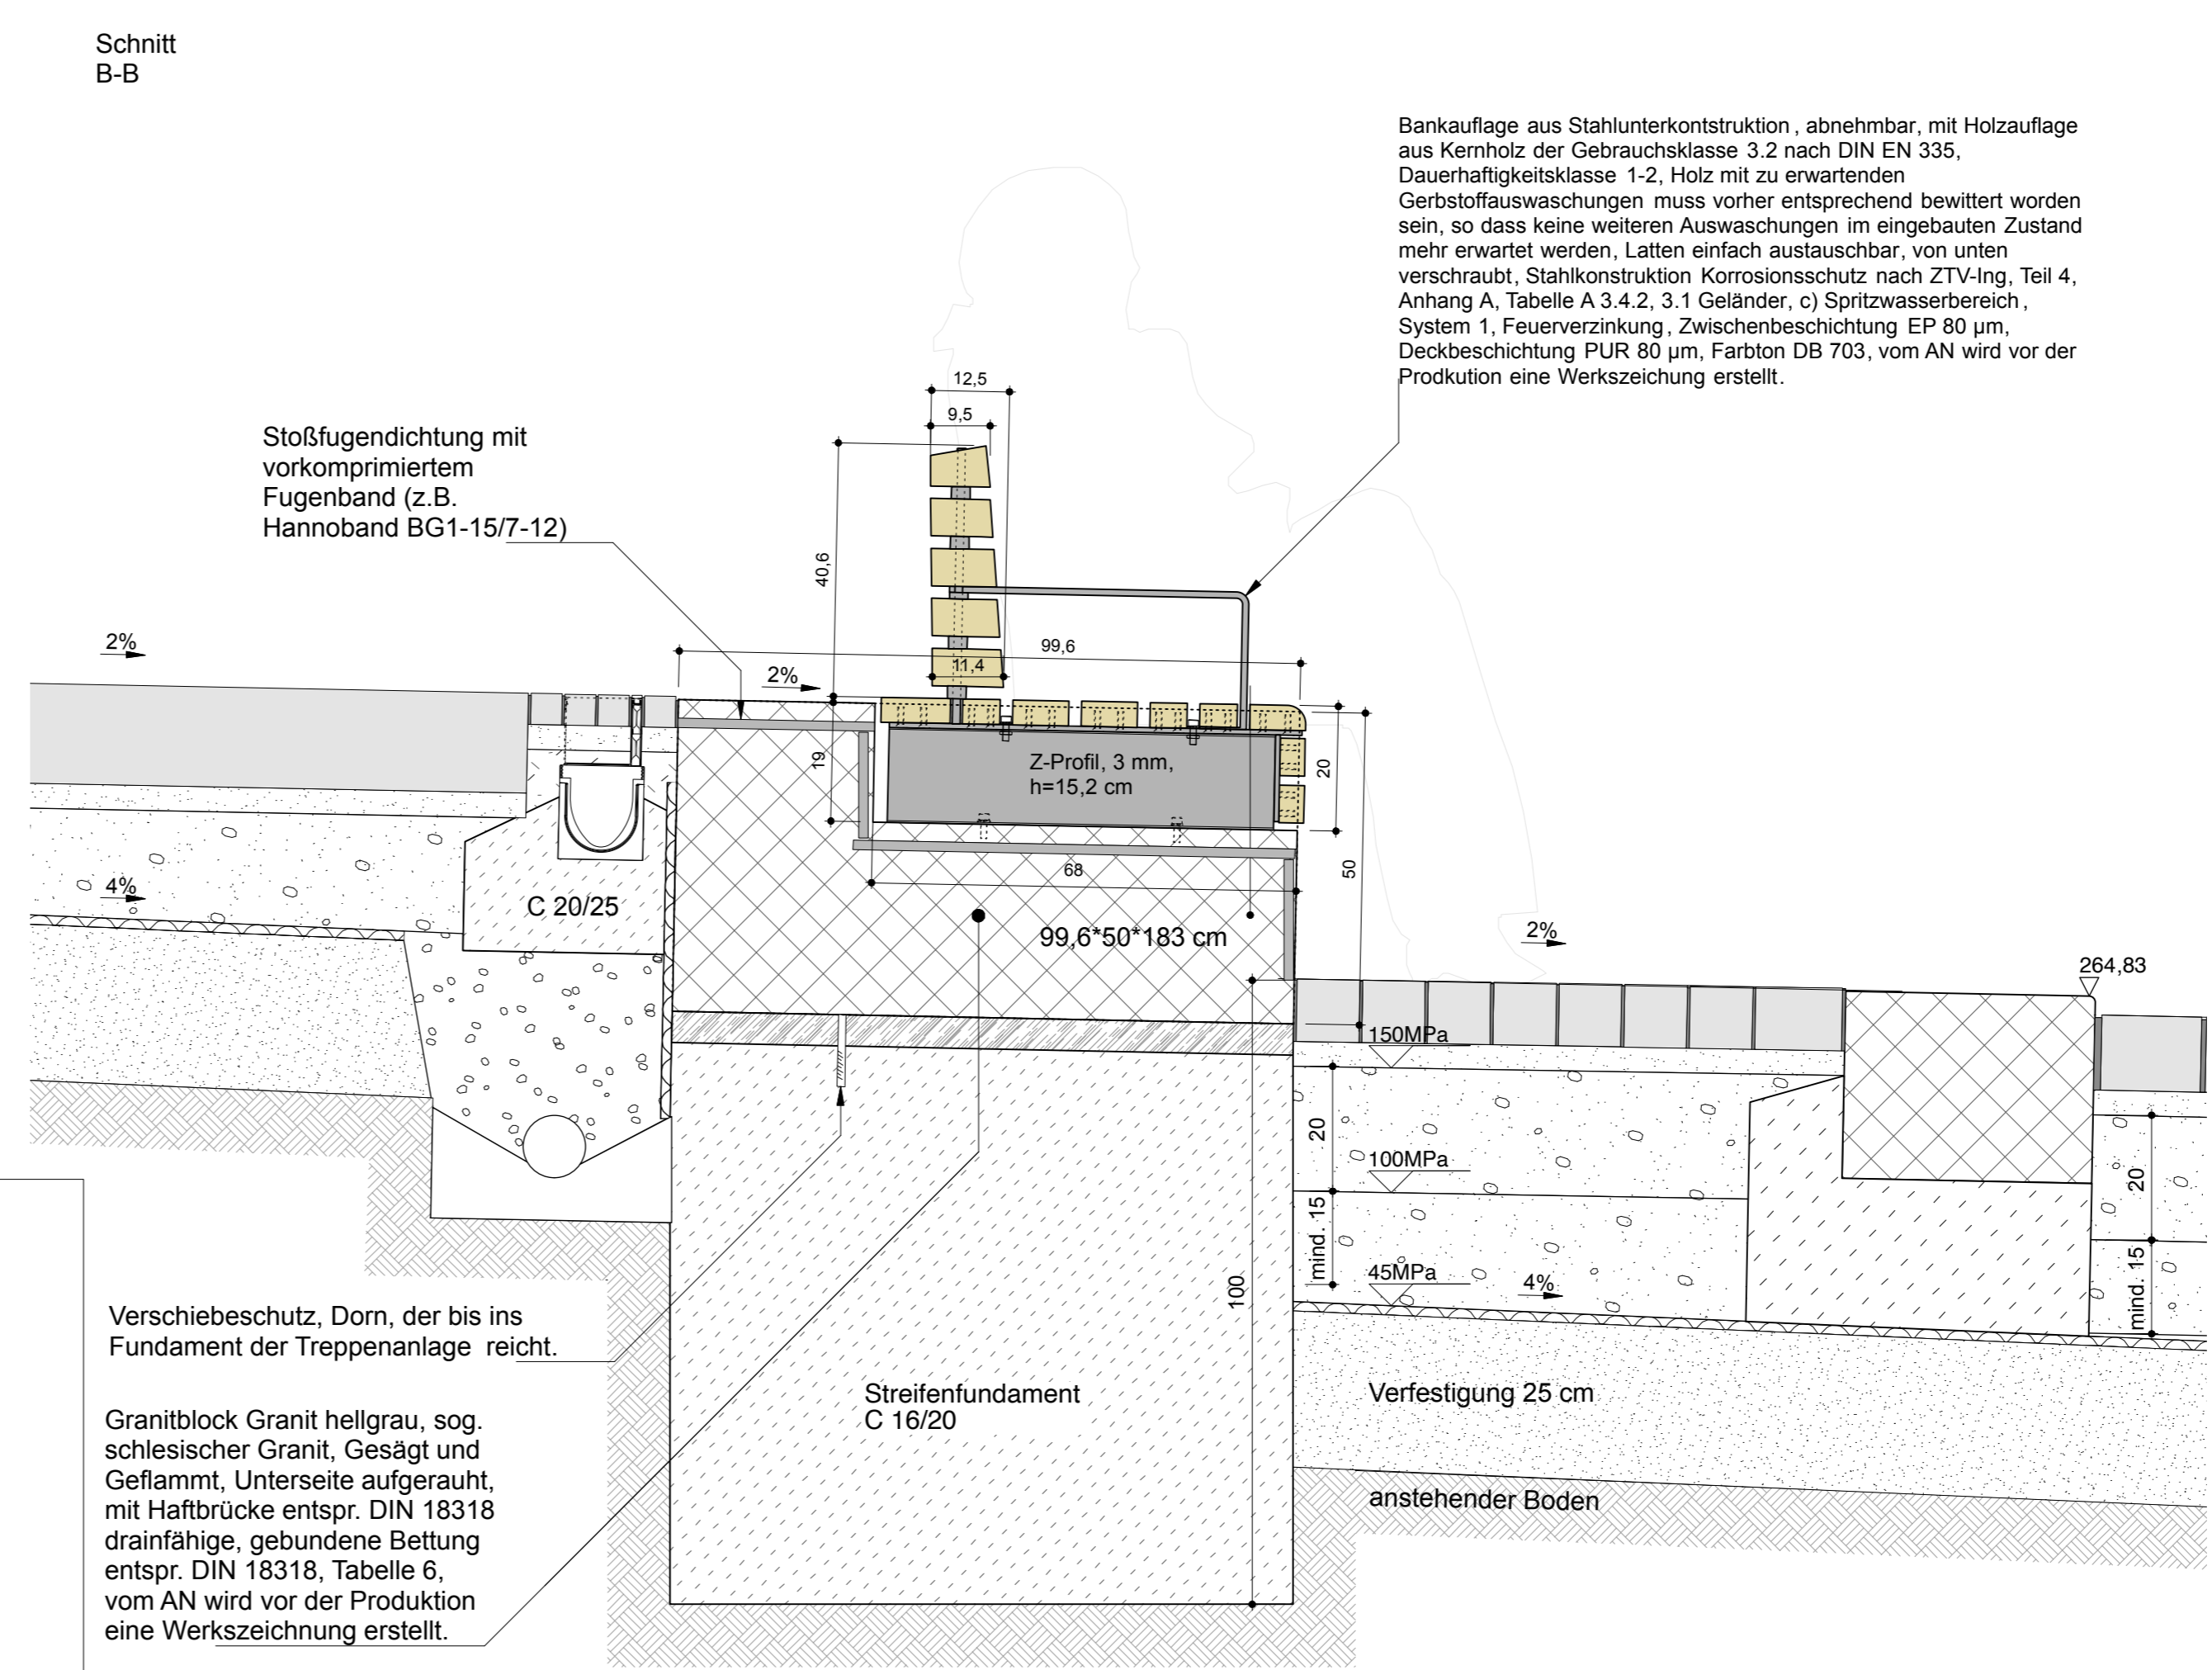 Schnitt
B-B
Bankauflage aus Stahlunterkontstruktion, abnehmbar, mit Holzauflage
aus Kernholz der Gebrauchsklasse 3.2 nach DIN EN 335,
Dauerhaftigkeitsklasse 1-2, Holz mit zu erwartenden
Gerbstoffauswaschungen muss vorher entsprechend bewittert worden
sein, so dass keine weiteren Auswaschungen im eingebauten Zustand
mehr erwartet werden, Latten einfach austauschbar, von unten
verschraubt, Stahlkonstruktion Korrosionsschutz nach ZTV-Ing, Teil 4,
Anhang A, Tabelle A 3.4.2, 3.1 Geländer, c) Spritzwasserbereich,
System 1, Feuerverzinkung, Zwischenbeschichtung EP 80 µm,
Deckbeschichtung PUR 80 µm, Farbton DB 703, vom AN wird vor der
Prodkution eine Werkszeichung erstellt.
12,5
9,5
Stoßfugendichtung mit
vorkomprimiertem
Fugenband (z.B.
Hannoband BG1-15/7-12)
40,6
2%
99,6
11,4
2%
19
Z-Profil, 3 mm,
h=15,2 cm
20
50
68
4%
C 20/25
99,6*50*183 cm
2%
264,83
150MPa
20
100MPa
20
mind. 15
45MPa
4%
mind. 15
100
Verschiebeschutz, Dorn, der bis ins
Fundament der Treppenanlage reicht.
Streifenfundament
C 16/20
Verfestigung 25 cm
Granitblock Granit hellgrau, sog.
schlesischer Granit, Gesägt und
Geflammt, Unterseite aufgerauht,
mit Haftbrücke entspr. DIN 18318
drainfähige, gebundene Bettung
entspr. DIN 18318, Tabelle 6,
vom AN wird vor der Produktion
eine Werkszeichnung erstellt.
anstehender Boden